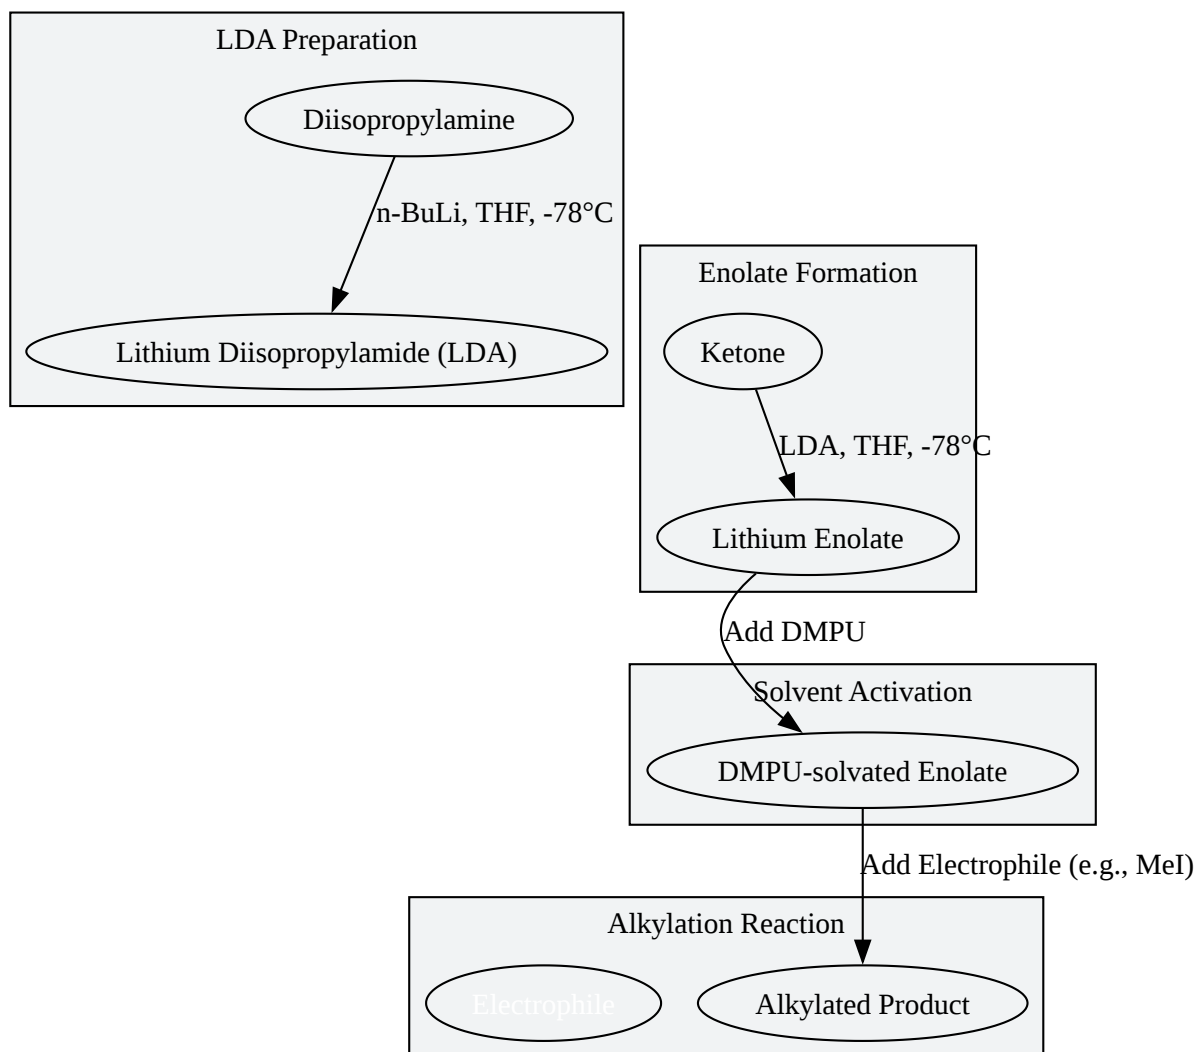 LDA Preparation
Diisopropylamine
n-BuLi, THF, -78°C
Lithium Diisopropylamide (LDA)
Enolate Formation
Ketone
LDA, THF, -78°C
Lithium Enolate
Add DMPU
Solvent Activation
DMPU-solvated Enolate
Add Electrophile (e.g., MeI)
Alkylation Reaction
Electrophile
Alkylated Product